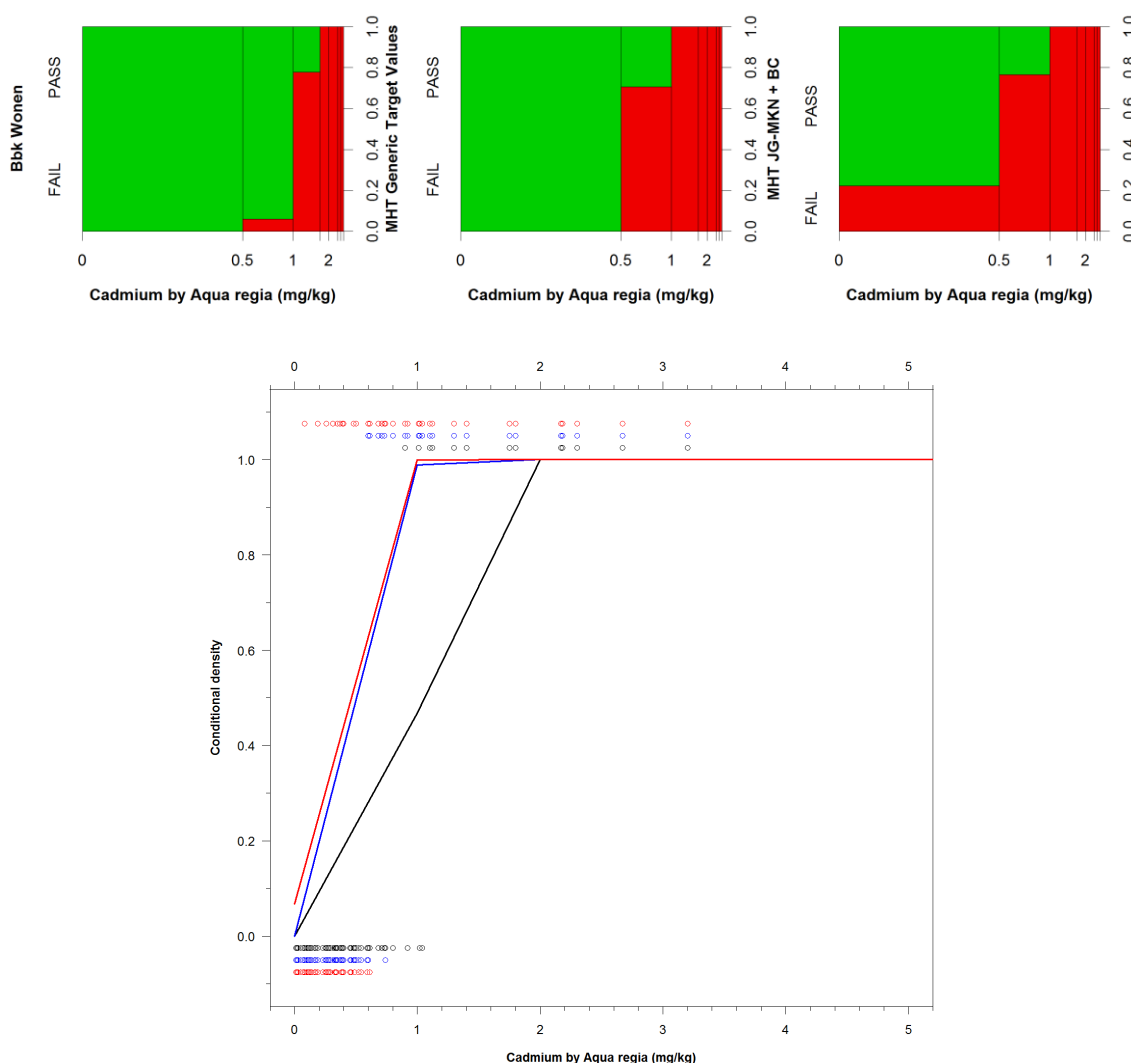 Bbk Wonen
FAIL PASS
0.0 0.2 0.4 0.6 0.8 1.0
0 0.5 1 2
Cadmium by Aqua regia (mg/kg)
MHT Generic Target Values
FAIL PASS
0.0 0.2 0.4 0.6 0.8 1.0
0 0.5 1 2
Cadmium by Aqua regia (mg/kg)
MHT JG-MKN + BC
FAIL PASS
0.0 0.2 0.4 0.6 0.8 1.0
0 0.5 1 2
Cadmium by Aqua regia (mg/kg)
0 1 2 3 4 5
1.0
0.8
0.6
0.4
0.2
0.0
Conditional density
0 1 2 3 4 5
Cadmium by Aqua regia (mg/kg)